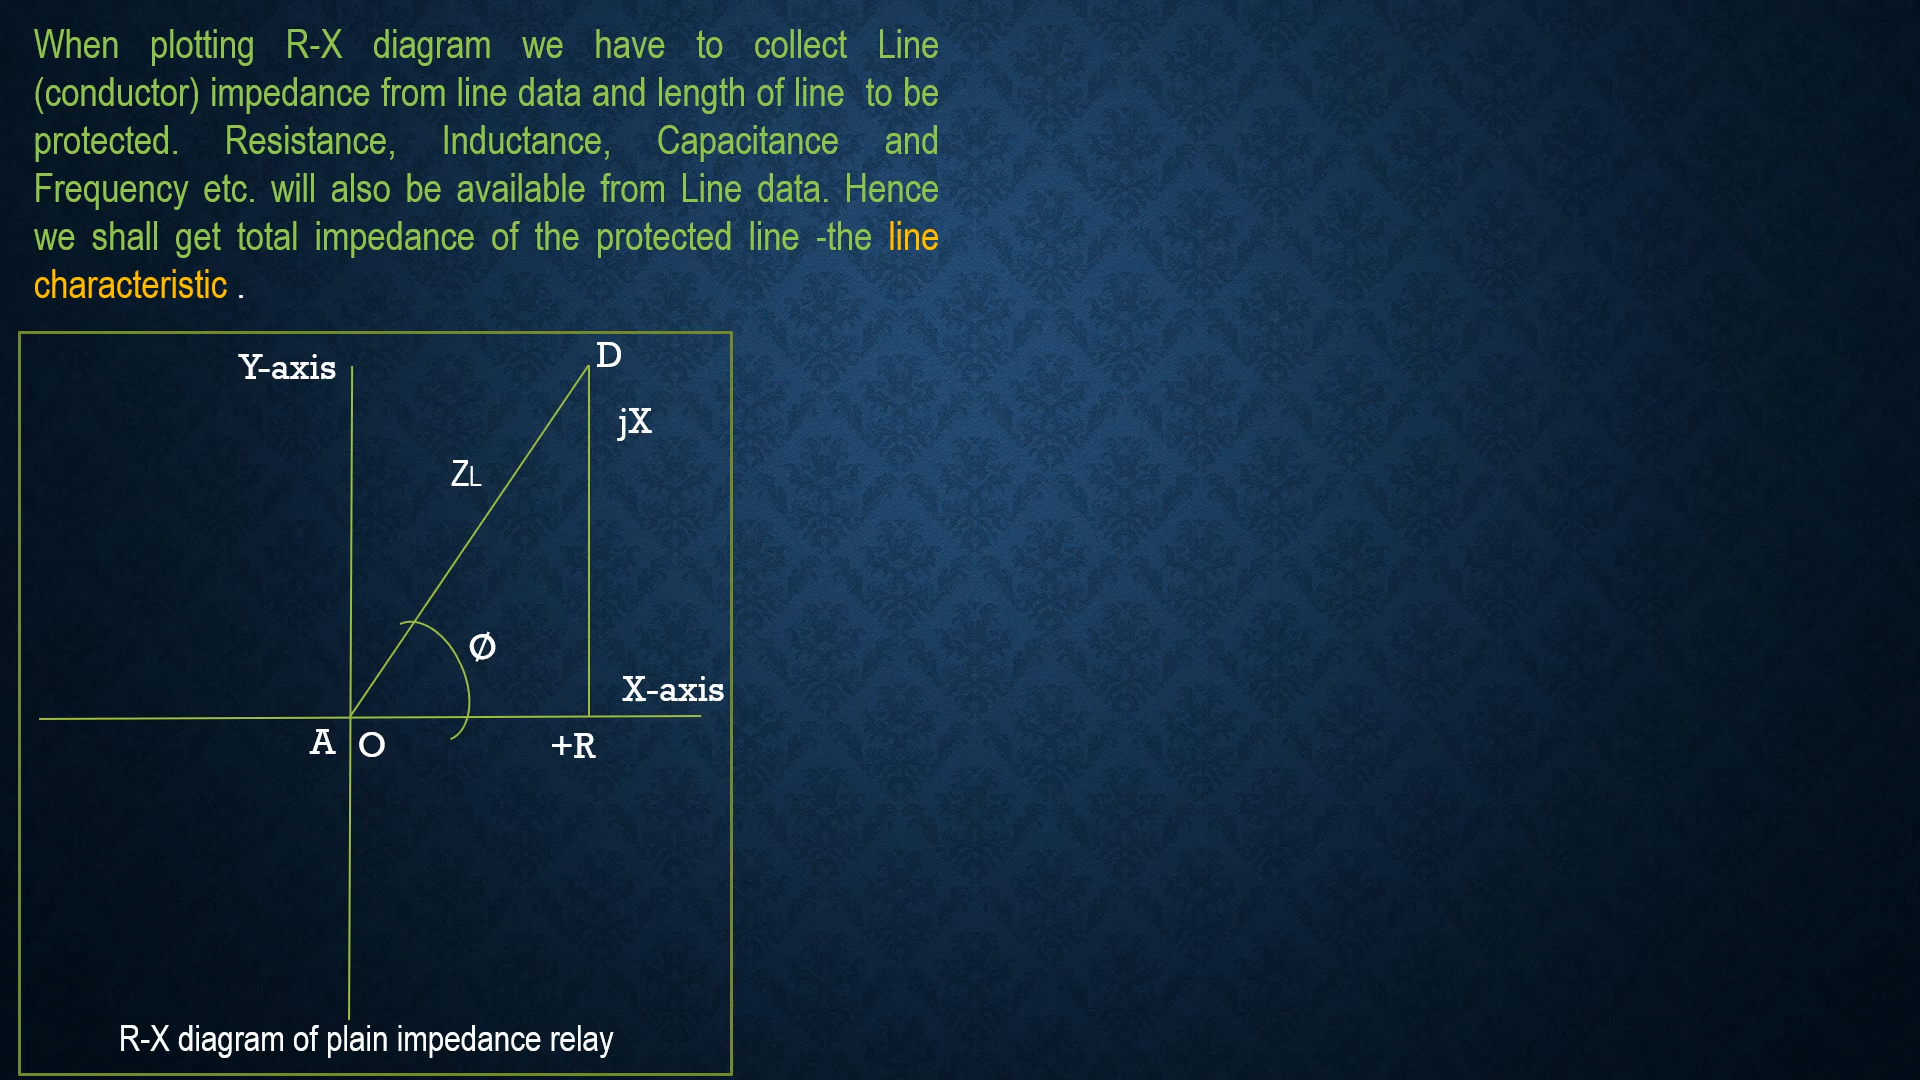 When plotting R-X diagram we have to collect Line
(conductor) impedance from line data and length of line to be
protected. Resistance, Inductance, Capacitance and
Frequency etc. will also be available from Line data. Hence
we shall get total impedance of the protected line -the line
characteristic .
D
Y-axis
jX
ZL
Ø
X-axis
A O +R
R-X diagram of plain impedance relay